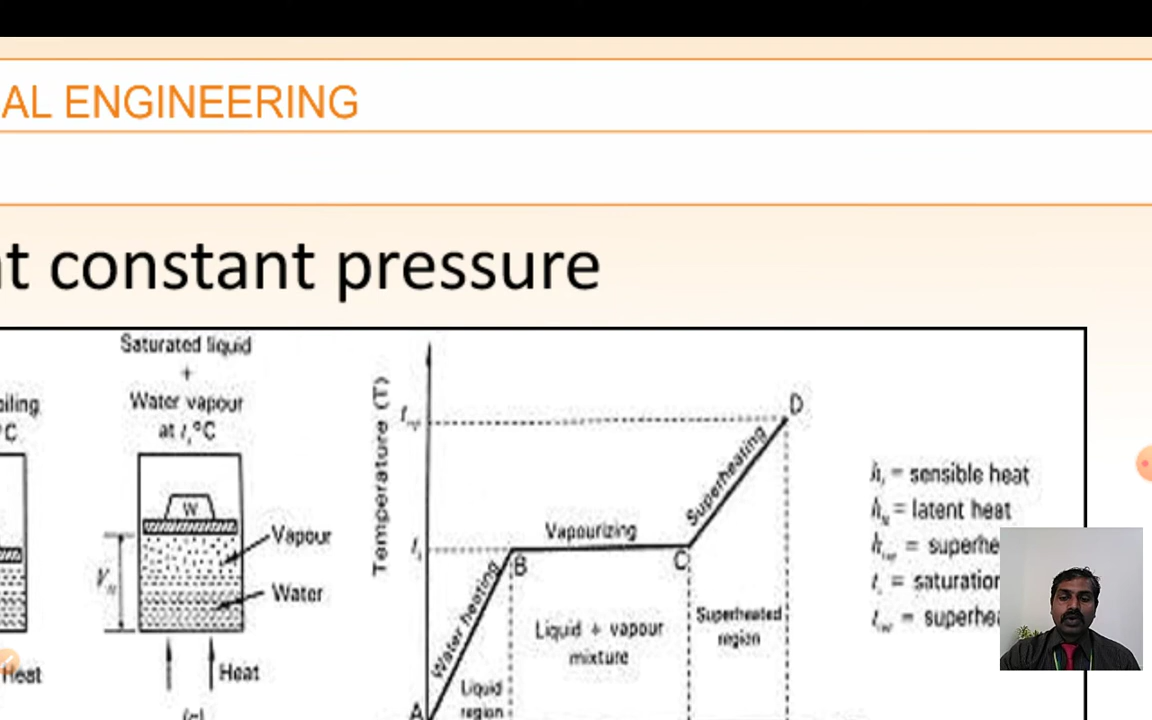 AL ENGINEERING
t constant pressure
Saturated liquid
+
Water vapour
at t,°C
iling
°C
W
Vapour
Water
Heat
Heat
(c)
Temperature (T)
A
B
C
D
Water heating
Vapourizing
Superheating
Liquid
region
Liquid + vapour
mixture
Superheated
region
= sensible heat
= latent heat
= superhe
= saturation
= superhea